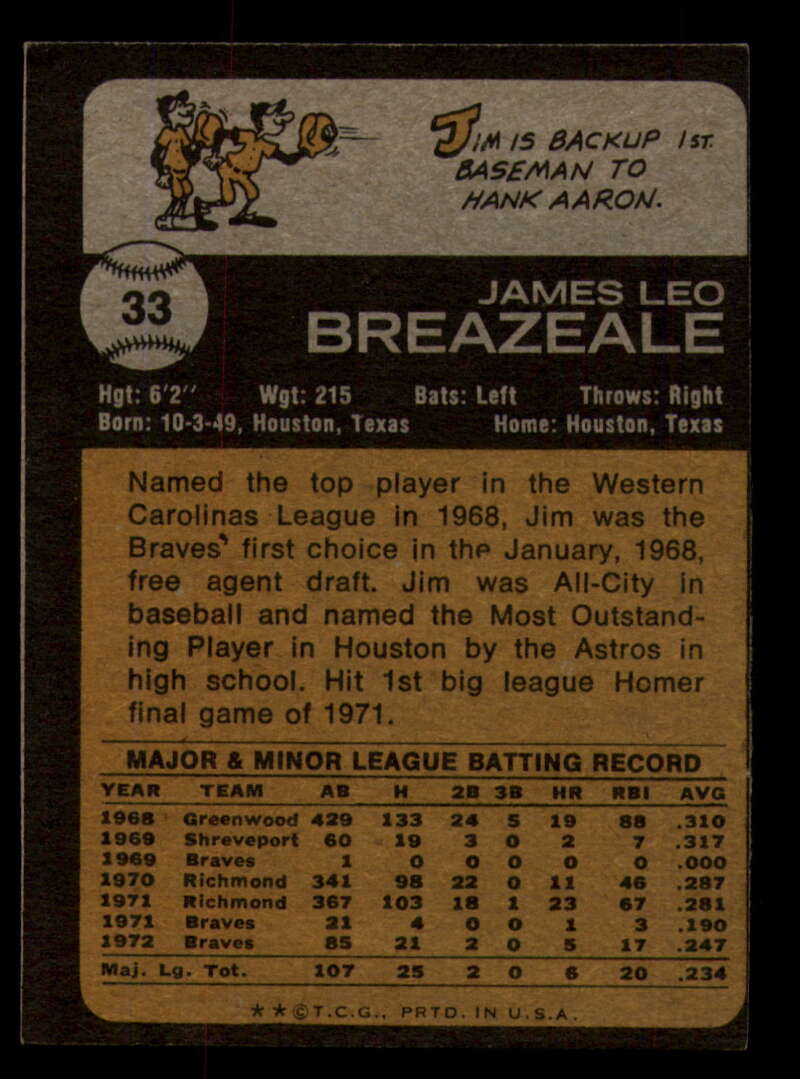 JIM IS BACKUP 1ST.
BASEMAN TO
HANK AARON.
33
JAMES LEO
BREAZEALE
Hgt: 6'2" Wgt: 215 Bats: Left Throws: Right
Born: 10-3-49, Houston, Texas Home: Houston, Texas
Named the top player in the Western
Carolinas League in 1968, Jim was the
Braves' first choice in the January, 1968,
free agent draft. Jim was All-City in
baseball and named the Most Outstand-
ing Player in Houston by the Astros in
high school. Hit 1st big league Homer
final game of 1971.
MAJOR & MINOR LEAGUE BATTING RECORD
YEAR TEAM AB H 2B 3B HR RBI AVG
1968 Greenwood 429 133 24 5 19 88 .310
1969 Shreveport 60 19 3 0 2 7 .317
1969 Braves 1 0 0 0 0 0 .000
1970 Richmond 341 98 22 0 11 46 .287
1971 Richmond 367 103 18 1 23 67 .281
1971 Braves 21 4 0 0 1 3 .190
1972 Braves 85 21 2 0 5 17 .247
Maj. Lg. Tot. 107 25 2 0 6 20 .234
**©T.C.G., PRTD. IN U.S.A.